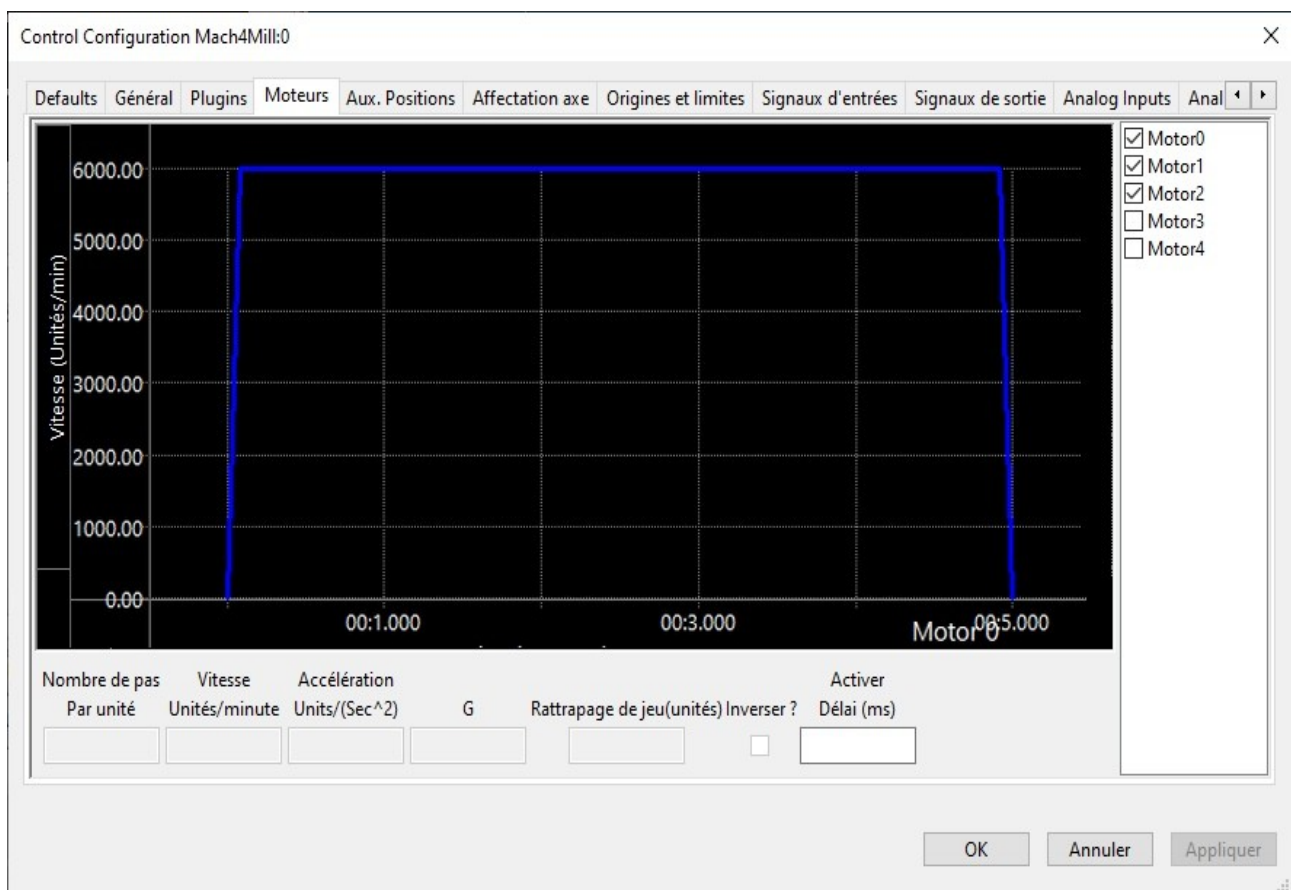 Control Configuration Mach4Mill:0
Defaults Général Plugins Moteurs Aux. Positions Affectation axe Origines et limites Signaux d'entrées Signaux de sortie Analog Inputs Anal
Motor0
Motor1
Motor2
Motor3
Motor4
Vitesse (Unités/min)
6000.00
5000.00
4000.00
3000.00
2000.00
1000.00
0.00
00:1.000 00:3.000 00:5.000
Motor 0
Nombre de pas Vitesse Accélération Activer
Par unité Unités/minute Units/(Sec^2) G Rattrapage de jeu(unités) Inverser ? Délai (ms)
OK Annuler Appliquer